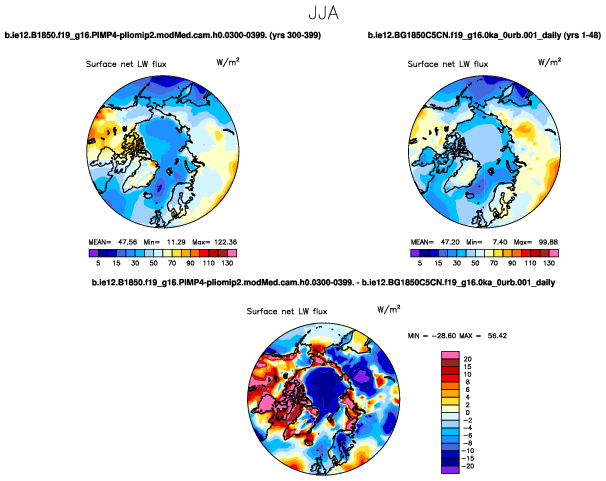 JJA
b.ie12.B1850.f19_g16.PIMP4-pliomip2.modMed.cam.h0.0300-0399. (yrs 300-399)
b.ie12.BG1850C5CN.f19_g16.0ka_0urb.001_daily (yrs 1-48)
Surface net LW flux W/m²
Surface net LW flux W/m²
MEAN= 47.56 Min= 11.29 Max= 122.36
MEAN= 47.20 Min= 7.40 Max= 99.88
5 15 30 50 70 90 110 130
5 15 30 50 70 90 110 130
b.ie12.B1850.f19_g16.PIMP4-pliomip2.modMed.cam.h0.0300-0399. - b.ie12.BG1850C5CN.f19_g16.0ka_0urb.001_daily
Surface net LW flux W/m²
MIN = -28.60 MAX = 56.42
20
15
10
8
6
4
2
0
-2
-4
-6
-8
-10
-15
-20